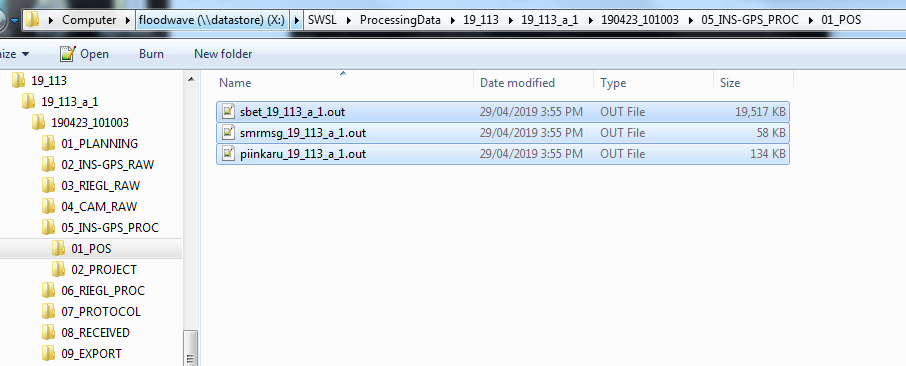 Computer floodwave (\\datastore) (X:) SWSL ProcessingData 19_113 19_113_a_1 190423_101003 05_INS-GPS_PROC 01_POS
ize Open Burn New folder
19_113
19_113_a_1
190423_101003
01_PLANNING
02_INS-GPS_RAW
03_RIEGL_RAW
04_CAM_RAW
05_INS-GPS_PROC
01_POS
02_PROJECT
06_RIEGL_PROC
07_PROTOCOL
08_RECEIVED
09_EXPORT
Name Date modified Type Size
sbet_19_113_a_1.out 29/04/2019 3:55 PM OUT File 19,517 KB
smrmsg_19_113_a_1.out 29/04/2019 3:55 PM OUT File 58 KB
piinkaru_19_113_a_1.out 29/04/2019 3:55 PM OUT File 134 KB